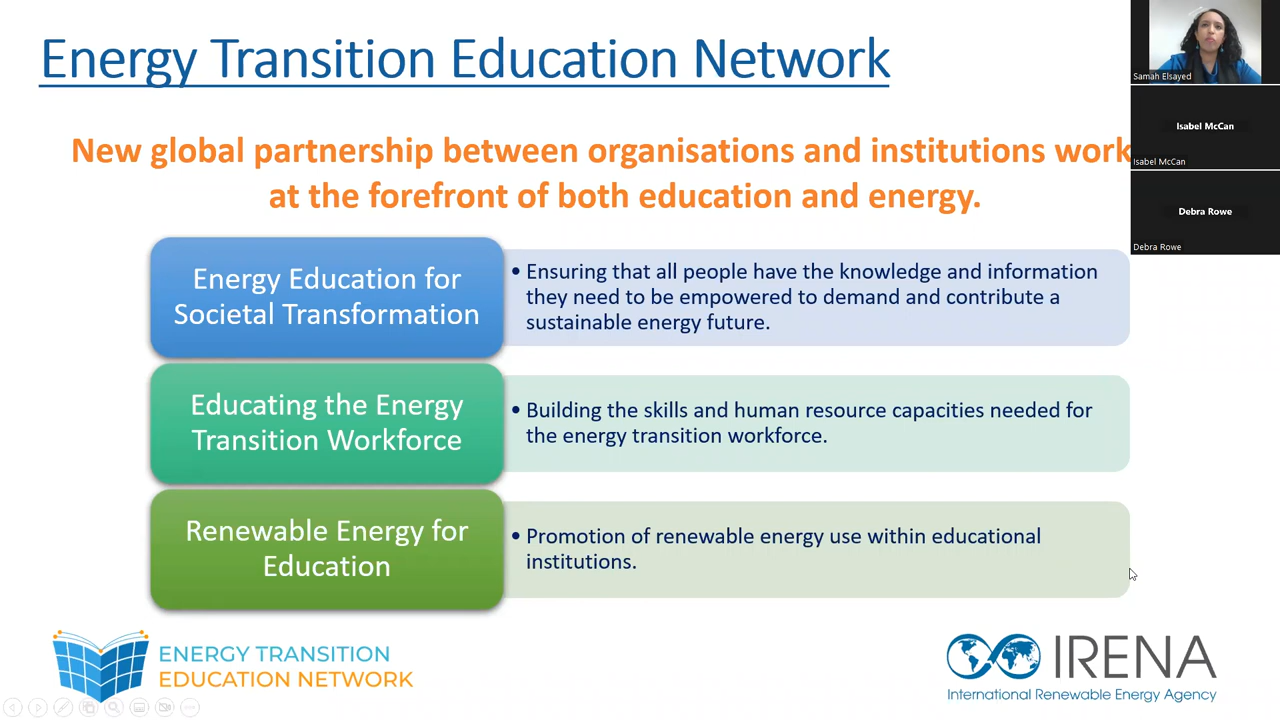 Energy Transition Education Network
New global partnership between organisations and institutions work
at the forefront of both education and energy.
Energy Education for
Societal Transformation
• Ensuring that all people have the knowledge and information
they need to be empowered to demand and contribute a
sustainable energy future.
Educating the Energy
Transition Workforce
• Building the skills and human resource capacities needed for
the energy transition workforce.
Renewable Energy for
Education
• Promotion of renewable energy use within educational
institutions.
ENERGY TRANSITION
EDUCATION NETWORK
IRENA
International Renewable Energy Agency
Samah Elsayed
Isabel McCan
Isabel McCan
Debra Rowe
Debra Rowe